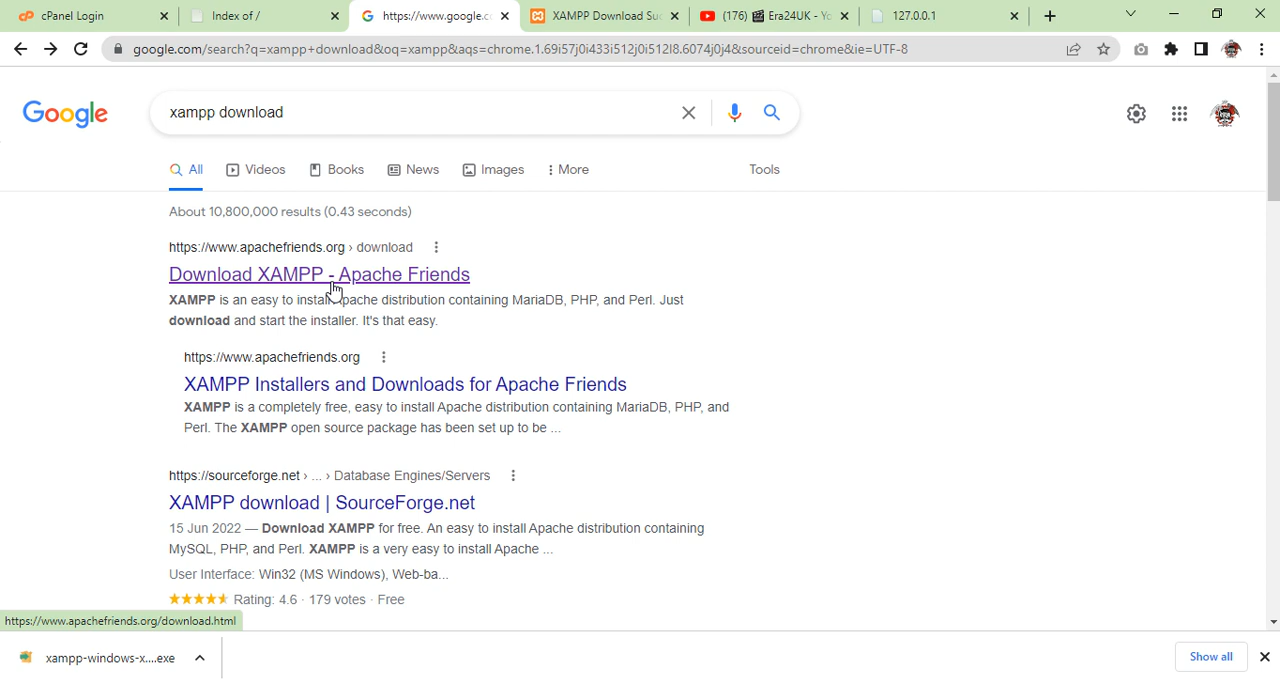 cPanel Login
Index of /
https://www.google.c
XAMPP Download Suc
(176) 🎬 Era24UK - Yo
127.0.0.1
google.com/search?q=xampp+download&oq=xampp&aqs=chrome.1.69i57j0i433i512j0i512l8.6074j0j4&sourceid=chrome&ie=UTF-8
Google
xampp download
All
Videos
Books
News
Images
More
Tools
About 10,800,000 results (0.43 seconds)
https://www.apachefriends.org › download
Download XAMPP - Apache Friends
XAMPP is an easy to install Apache distribution containing MariaDB, PHP, and Perl. Just
download and start the installer. It's that easy.
https://www.apachefriends.org
XAMPP Installers and Downloads for Apache Friends
XAMPP is a completely free, easy to install Apache distribution containing MariaDB, PHP, and
Perl. The XAMPP open source package has been set up to be ...
https://sourceforge.net › ... › Database Engines/Servers
XAMPP download | SourceForge.net
15 Jun 2022 — Download XAMPP for free. An easy to install Apache distribution containing
MySQL, PHP, and Perl. XAMPP is a very easy to install Apache ...
User Interface: Win32 (MS Windows), Web-ba...
Rating: 4.6 · 179 votes · Free
https://www.apachefriends.org/download.html
xampp-windows-x....exe
Show all